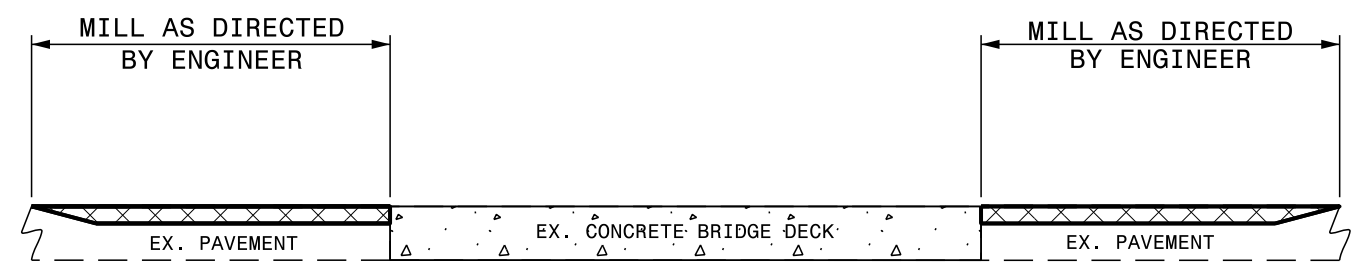 MILL AS DIRECTED
BY ENGINEER
MILL AS DIRECTED
BY ENGINEER
EX. PAVEMENT
EX. CONCRETE BRIDGE DECK
EX. PAVEMENT